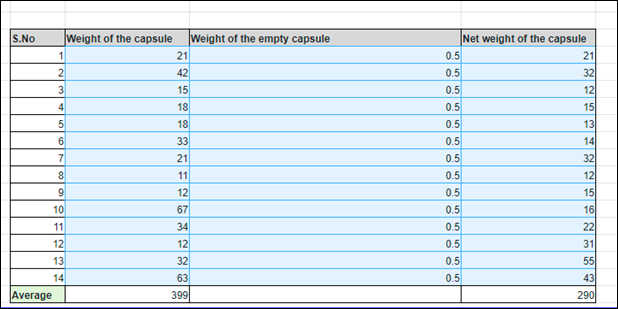 S.No Weight of the capsule Weight of the empty capsule Net weight of the capsule
1 21 0.5 21
2 42 0.5 32
3 15 0.5 12
4 18 0.5 15
5 18 0.5 13
6 33 0.5 14
7 21 0.5 32
8 11 0.5 12
9 12 0.5 15
10 67 0.5 16
11 34 0.5 22
12 12 0.5 31
13 32 0.5 55
14 63 0.5 43
Average 399 290